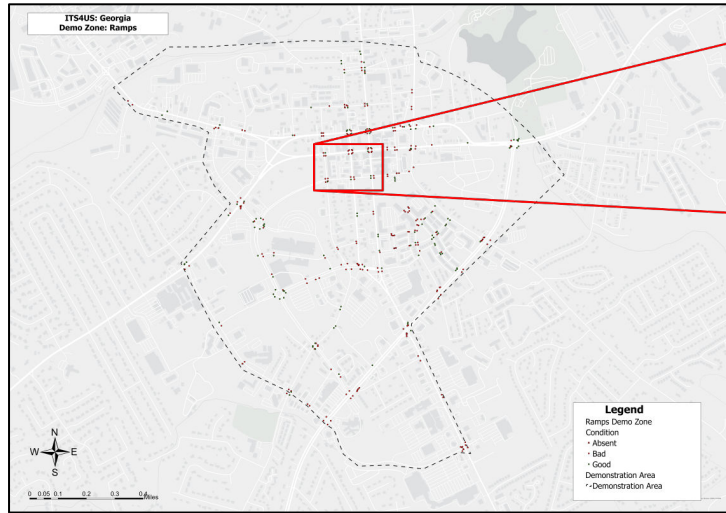 ITS4US: Georgia
Demo Zone: Ramps
N
W E
S
0 0.05 0.1 0.2 0.3 0.4
Miles
Legend
Ramps Demo Zone
Condition
Absent
Bad
Good
Demonstration Area
Demonstration Area